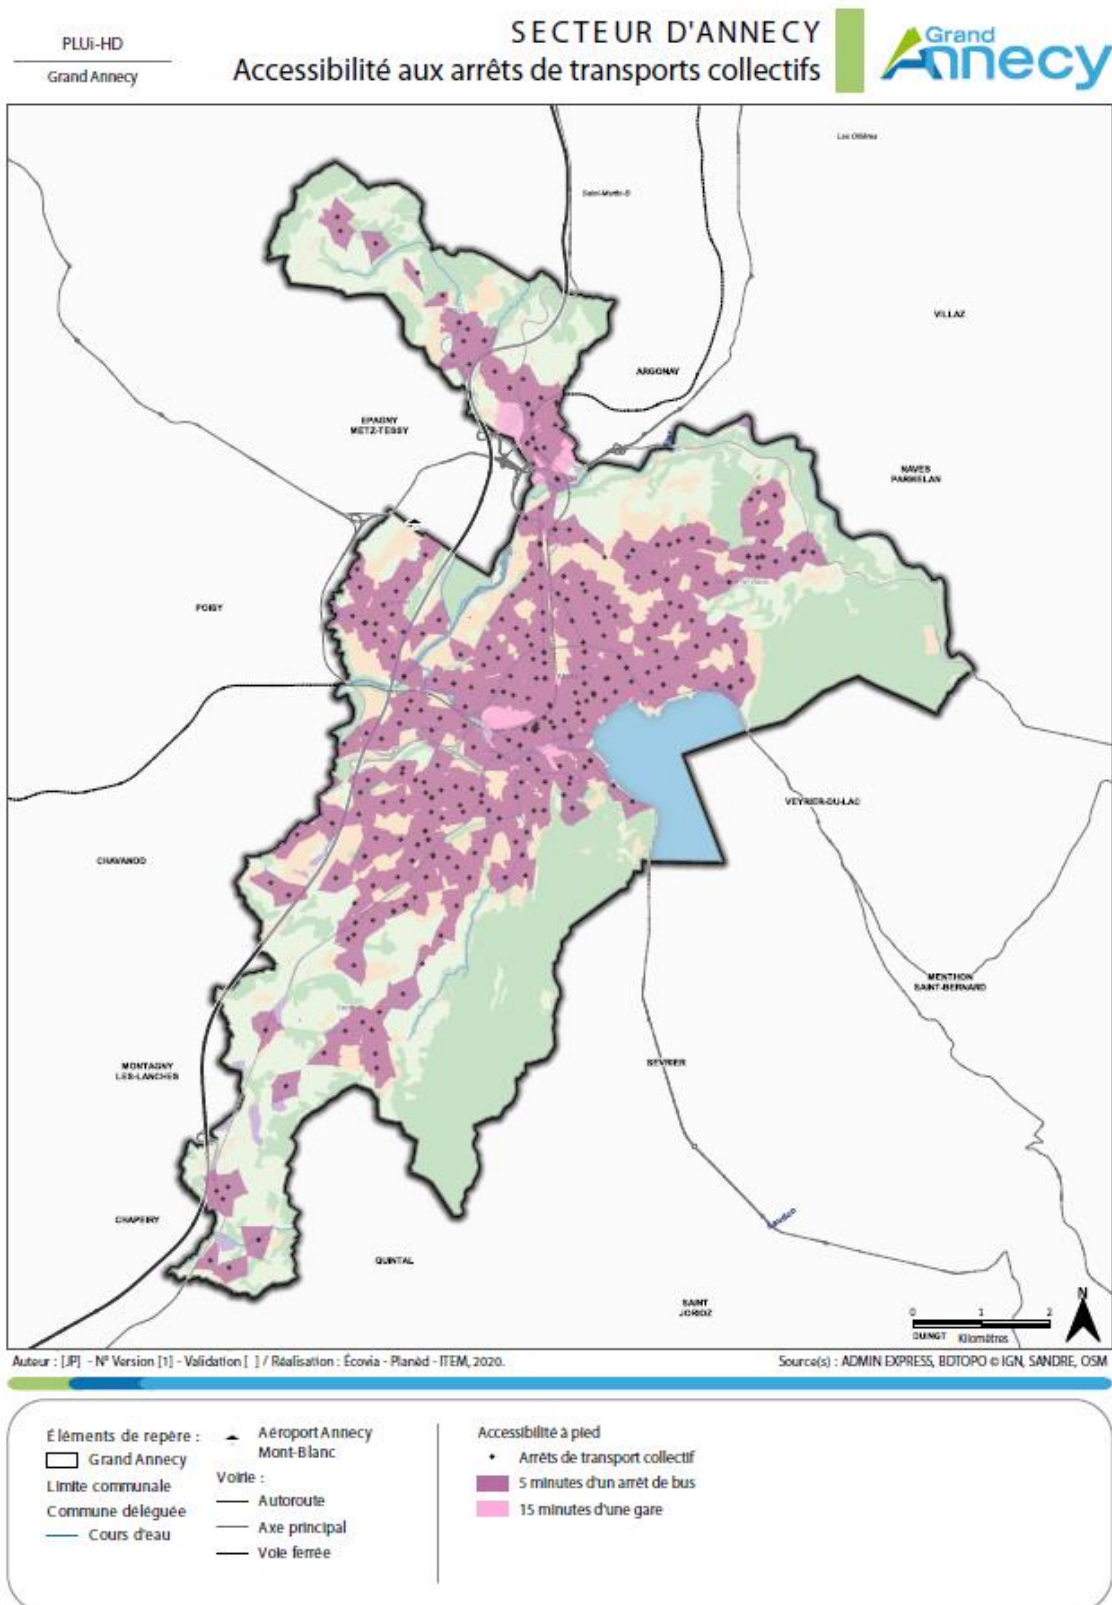 PLUi-HD
Grand Annecy
SECTEUR D'ANNECY
Accessibilité aux arrêts de transports collectifs
Grand
Annecy
Saint-Martin-B
VILLAZ
ARGONAY
EPAGNY
METZ-TESSY
NAVES
PARMELAN
POISY
VEYRIER-DU-LAC
CHAVANOD
MENTHON
SAINT-BERNARD
SEVRIER
MONTAGNY
LES-LANCHES
CHAPEIRY
QUINTAL
SAINT
JORIOZ
N
0 1 2
DUINGT Kilomètres
Auteur : [JP] - N° Version [1] - Validation [ ] / Réalisation : Écovia - Planèd - ITEM, 2020.
Source(s) : ADMIN EXPRESS, BDTOPO © IGN, SANDRE, OSM
Éléments de repère :
Grand Annecy
Limite communale
Commune déléguée
Cours d'eau
Aéroport Annecy
Mont-Blanc
Voirie :
Autoroute
Axe principal
Voie ferrée
Accessibilité à pied
Arrêts de transport collectif
5 minutes d'un arrêt de bus
15 minutes d'une gare